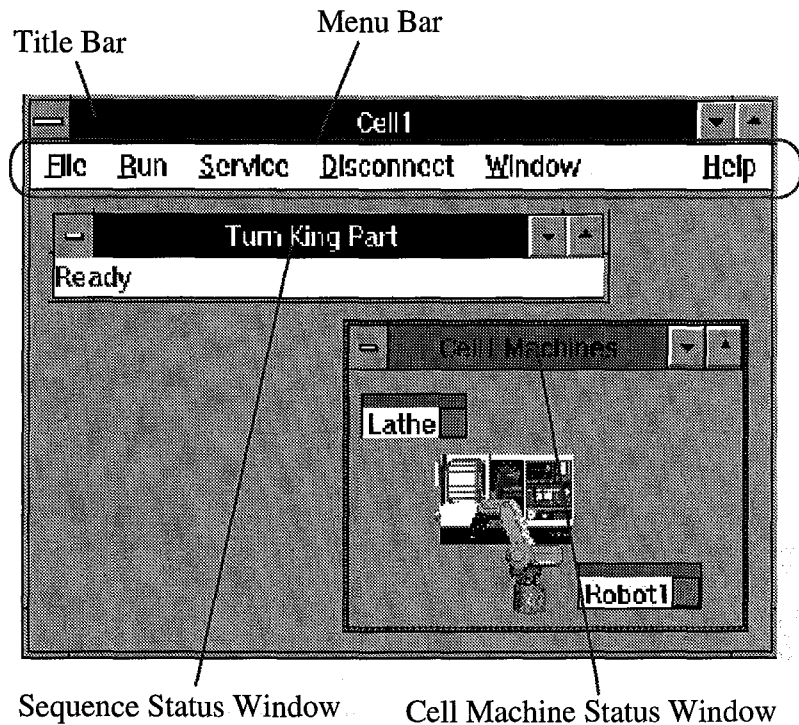 Menu Bar
Title Bar
Cell1
File Run Service Disconnect Window Help
Turn King Part
Ready
Cell1 Machines
Lathe
Robot1
Sequence Status Window Cell Machine Status Window